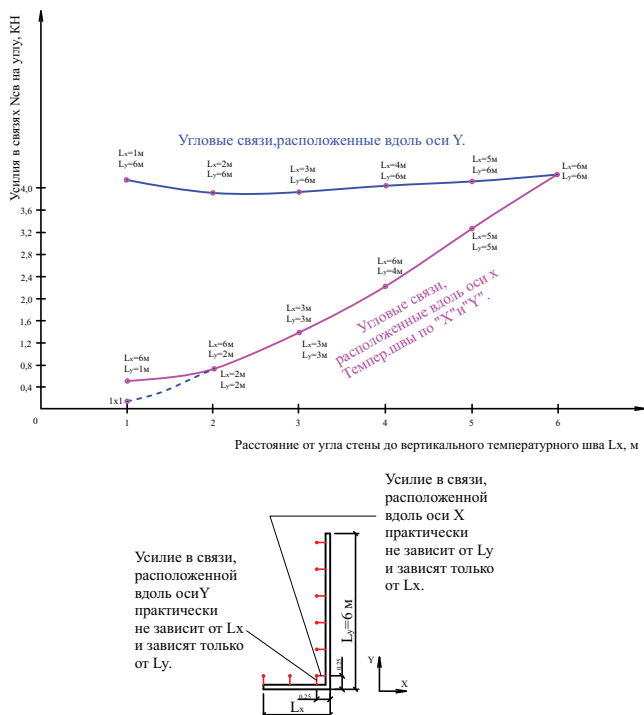 Усилия в связях Nсв на углу, КН
4,0
3,6
3,2
2,8
2,4
2,0
1,6
1,2
0,8
0,4
0
1
2
3
4
5
6
Расстояние от угла стены до вертикального температурного шва Lx, м
Угловые связи,расположенные вдоль оси Y.
Lx=1м
Ly=6м
Lx=2м
Ly=6м
Lx=3м
Ly=6м
Lx=4м
Ly=6м
Lx=5м
Ly=6м
Lx=6м
Ly=6м
Lx=6м
Ly=4м
Lx=5м
Ly=5м
Lx=3м
Ly=3м
Lx=3м
Ly=3м
Lx=6м
Ly=2м
Lx=2м
Ly=2м
Lx=6м
Ly=1м
1x1
Угловые связи,
расположенные вдоль оси x
Темпер.швы по "X"и"Y" .
Усилие в связи,
расположенной
вдоль оси X
практически
не зависит от Ly
и зависят только
от Lx.
Усилие в связи,
расположенной
вдоль осиY
практически
не зависит от Lx
и зависят только
от Ly.
Ly=6 м
0.25
0.25
Lx
Y
X